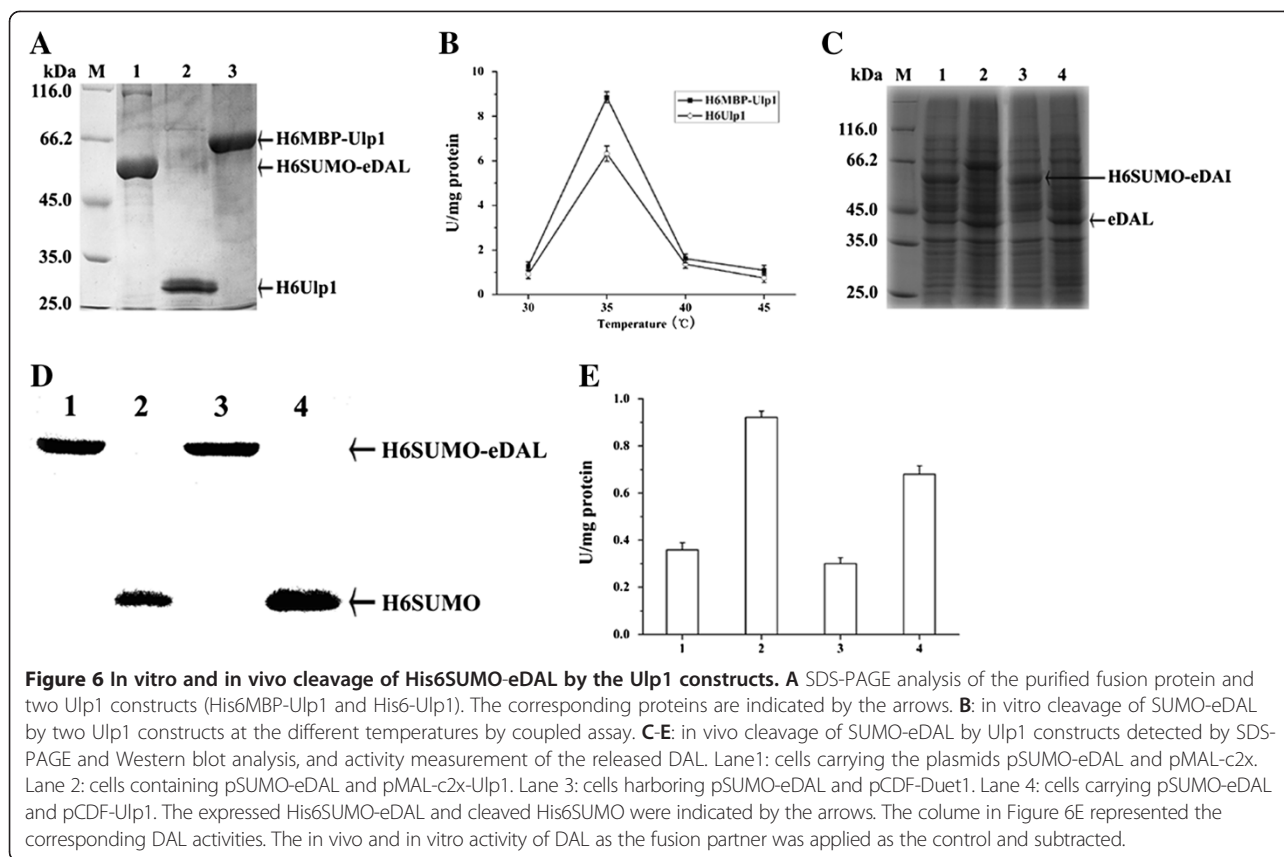 A
kDa M 1 2 3
116.0
66.2
45.0
35.0
25.0
H6MBP-Ulp1
H6SUMO-eDAL
H6Ulp1
B
U/mg protein
10
8
6
4
2
0
30 35 40 45
Temperature (℃)
H6MBP-Ulp1
H6Ulp1
C
kDa M 1 2 3 4
116.0
66.2
45.0
35.0
25.0
H6SUMO-eDAI
eDAL
D
1 2 3 4
H6SUMO-eDAL
H6SUMO
E
U/mg protein
1.0
0.8
0.6
0.4
0.2
0.0
1 2 3 4
Figure 6 In vitro and in vivo cleavage of His6SUMO-eDAL by the Ulp1 constructs. A SDS-PAGE analysis of the purified fusion protein and
two Ulp1 constructs (His6MBP-Ulp1 and His6-Ulp1). The corresponding proteins are indicated by the arrows. B: in vitro cleavage of SUMO-eDAL
by two Ulp1 constructs at the different temperatures by coupled assay. C-E: in vivo cleavage of SUMO-eDAL by Ulp1 constructs detected by SDS-
PAGE and Western blot analysis, and activity measurement of the released DAL. Lane1: cells carrying the plasmids pSUMO-eDAL and pMAL-c2x.
Lane 2: cells containing pSUMO-eDAL and pMAL-c2x-Ulp1. Lane 3: cells harboring pSUMO-eDAL and pCDF-Duet1. Lane 4: cells carrying pSUMO-eDAL
and pCDF-Ulp1. The expressed His6SUMO-eDAL and cleaved His6SUMO were indicated by the arrows. The colume in Figure 6E represented the
corresponding DAL activities. The in vivo and in vitro activity of DAL as the fusion partner was applied as the control and subtracted.